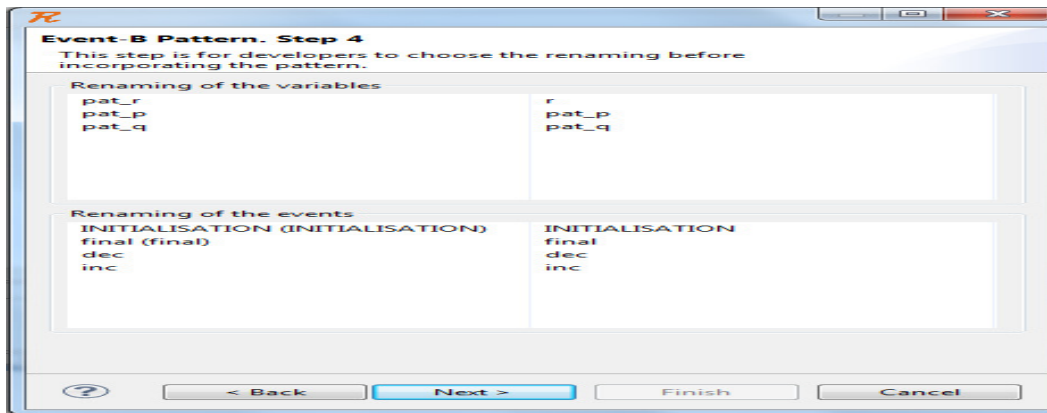 Event-B Pattern. Step 4
This step is for developers to choose the renaming before
incorporating the pattern.
Renaming of the variables
pat_r r
pat_p pat_p
pat_q pat_q
Renaming of the events
INITIALISATION (INITIALISATION) INITIALISATION
final (final) final
dec dec
inc inc
? < Back Next > Finish Cancel